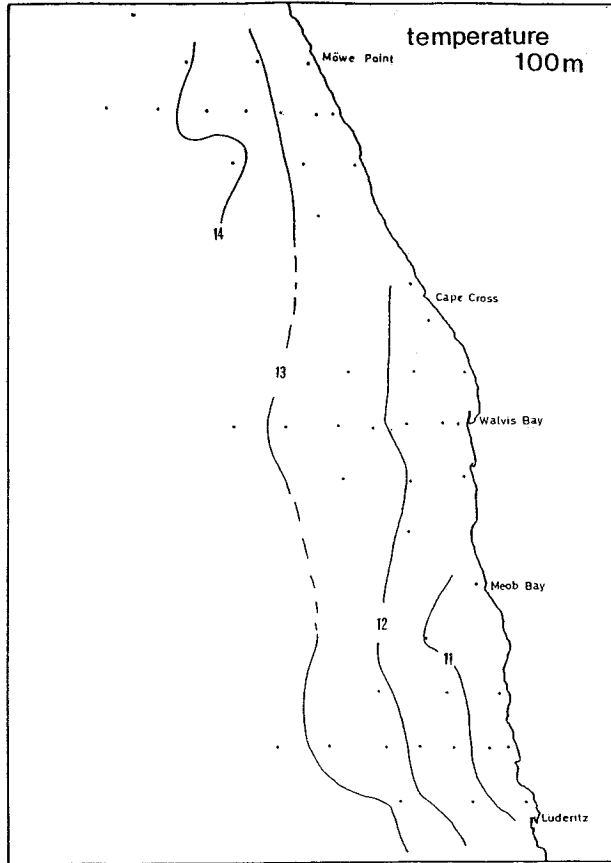 temperature
100m
Möwe Point
14
Cape Cross
13
Walvis Bay
Meob Bay
12
11
Luderitz